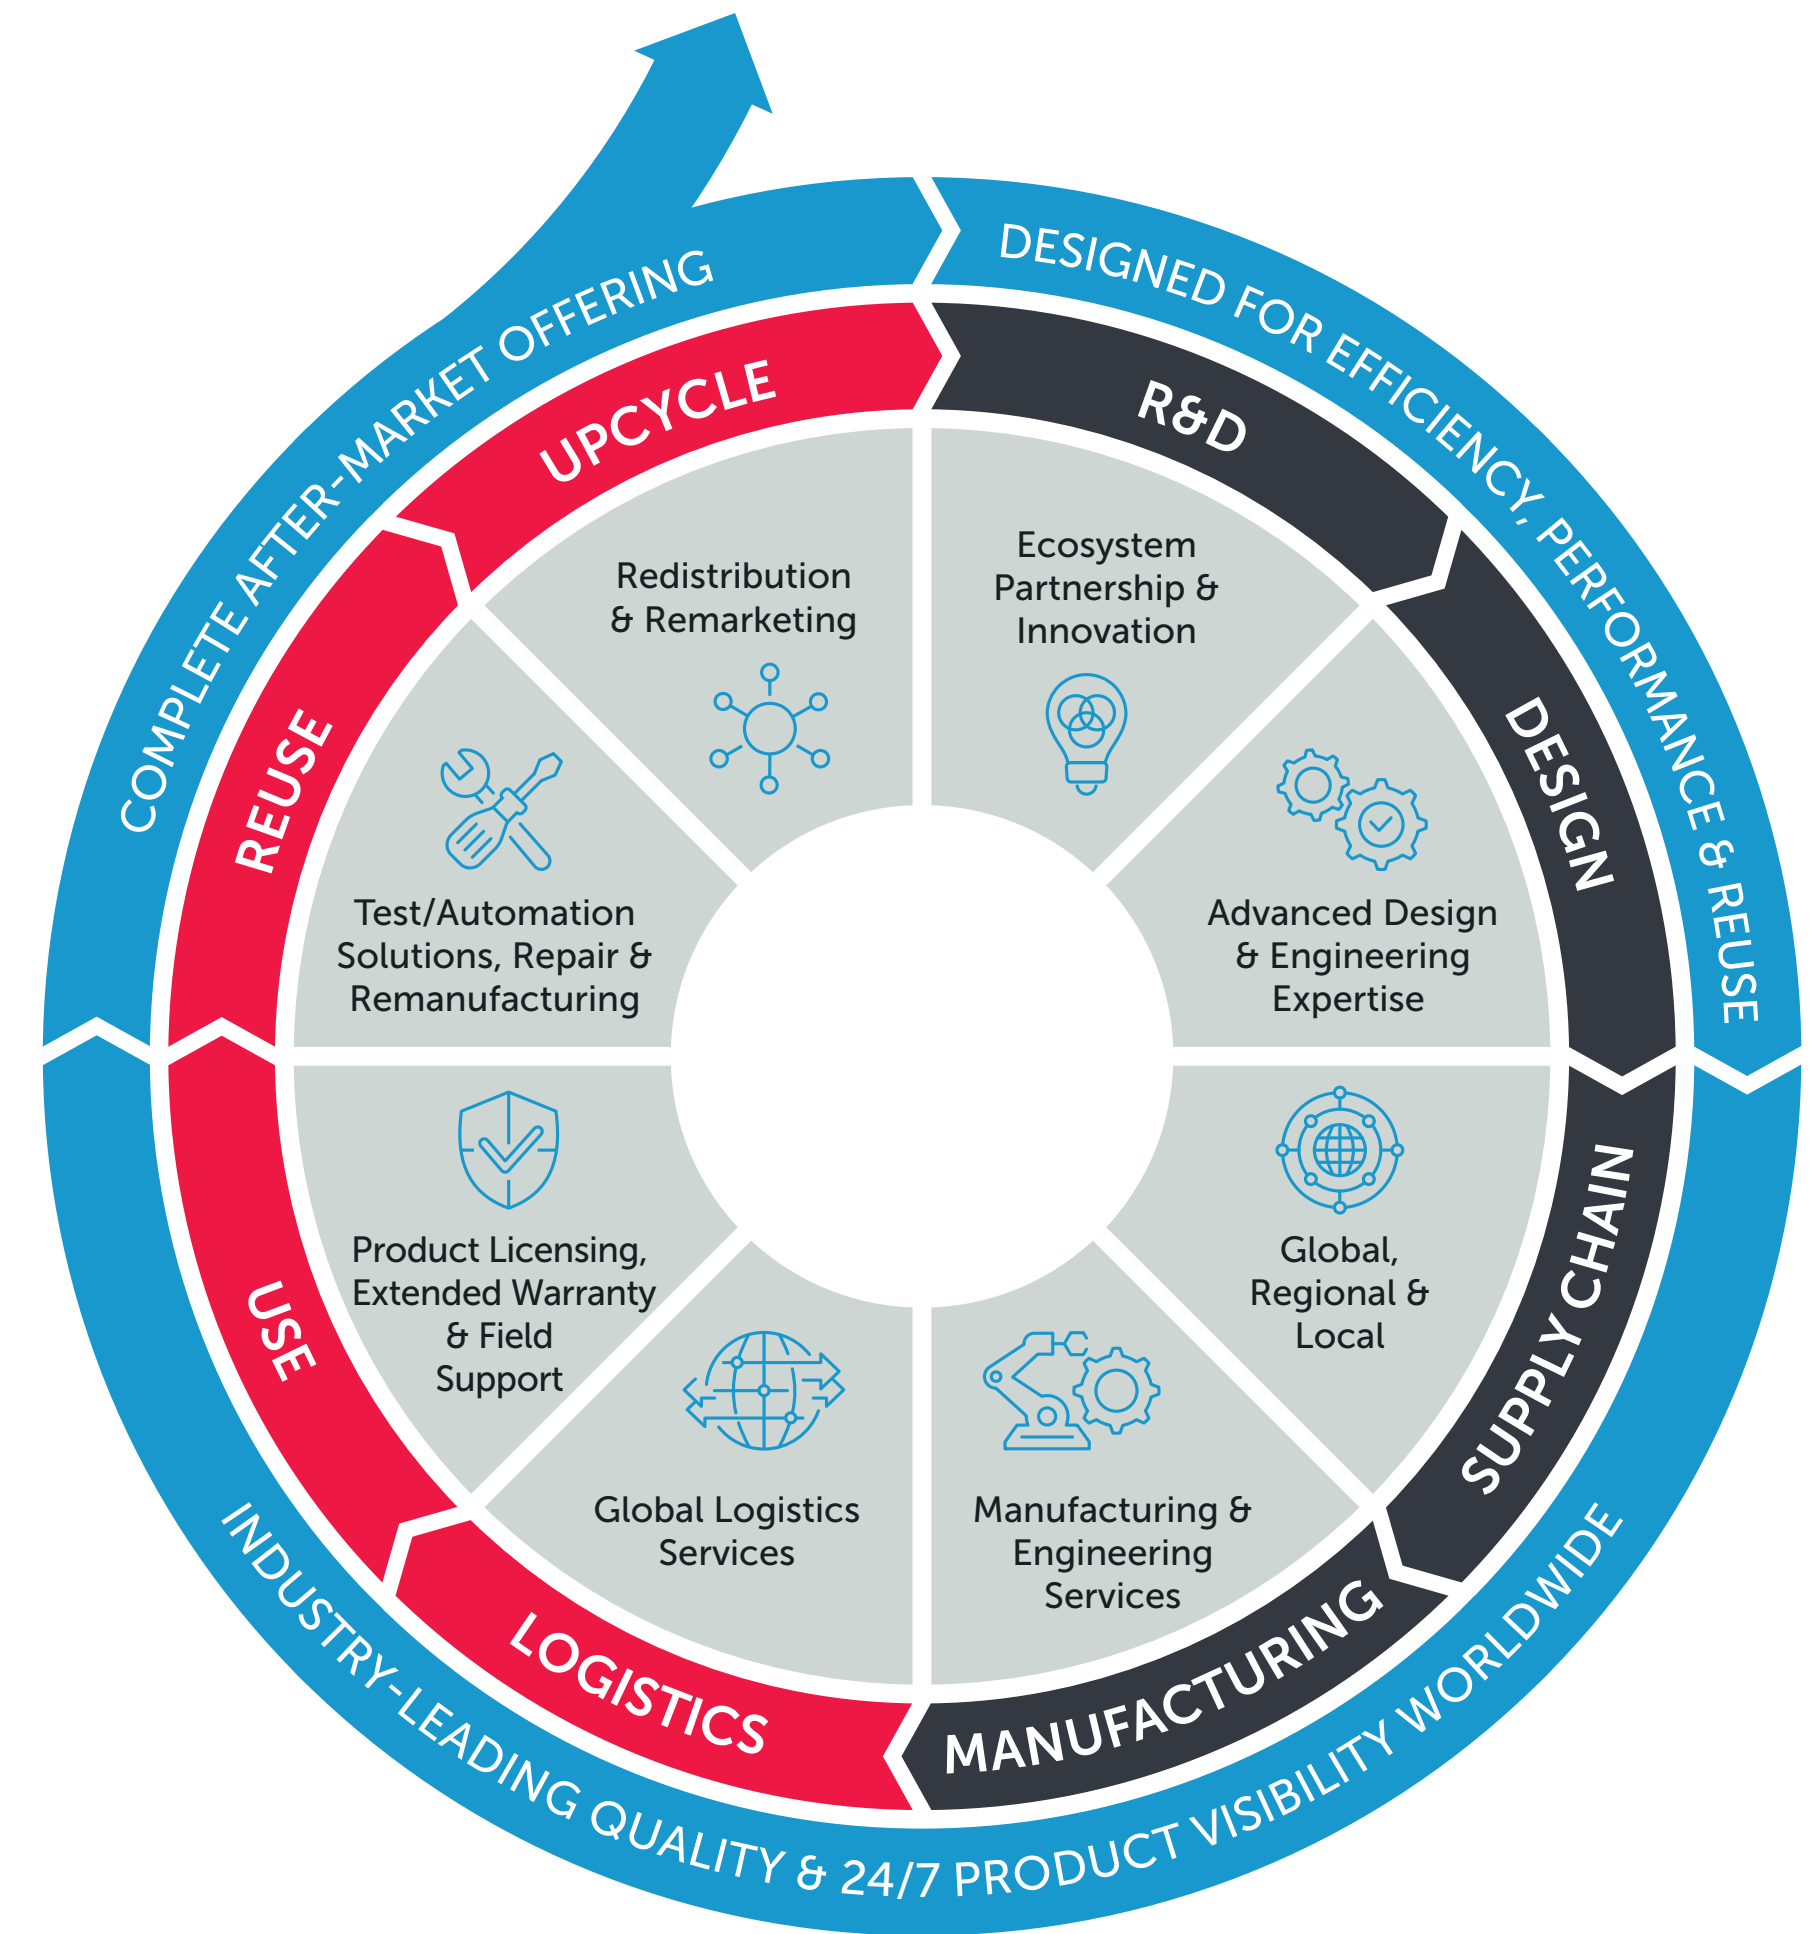 DESIGNED FOR EFFICIENCY, PERFORMANCE & REUSE
INDUSTRY-LEADING QUALITY & 24/7 PRODUCT VISIBILITY WORLDWIDE
COMPLETE AFTER-MARKET OFFERING
R&D
Ecosystem
Partnership &
Innovation
DESIGN
Advanced Design
& Engineering
Expertise
SUPPLY CHAIN
Global,
Regional &
Local
MANUFACTURING
Manufacturing &
Engineering
Services
LOGISTICS
Global Logistics
Services
USE
Product Licensing,
Extended Warranty
& Field
Support
REUSE
Test/Automation
Solutions, Repair &
Remanufacturing
UPCYCLE
Redistribution
& Remarketing